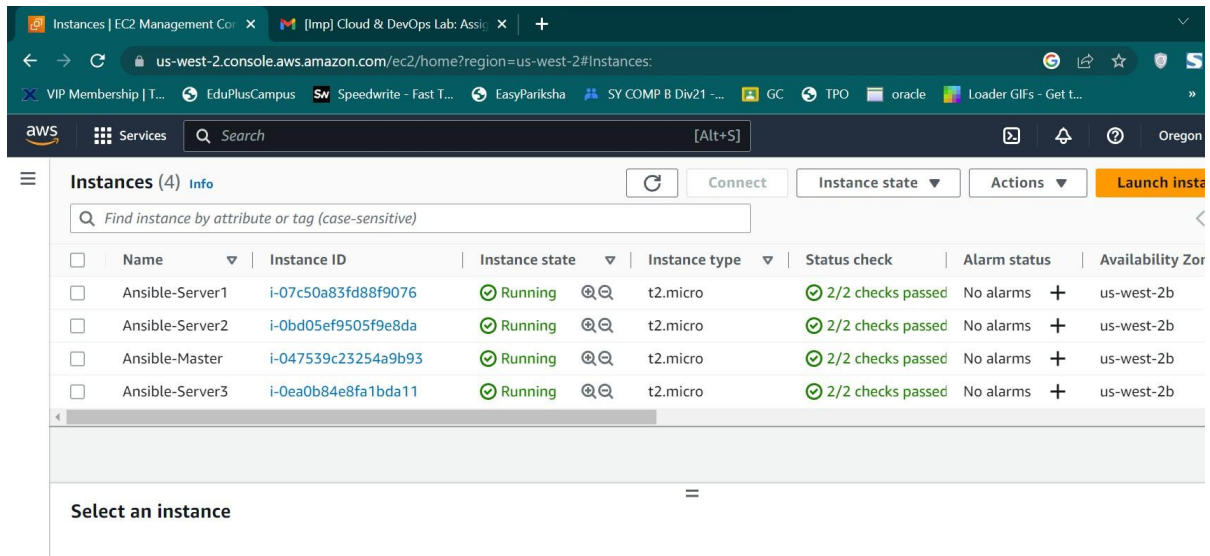 Instances | EC2 Management Cor
[Imp] Cloud & DevOps Lab: Assig
us-west-2.console.aws.amazon.com/ec2/home?region=us-west-2#Instances:
VIP Membership | T... EduPlusCampus Sw Speedwrite - Fast T... EasyPariksha SY COMP B Div21 -... GC TPO oracle Loader GIFs - Get t... »
aws Services Search [Alt+S] Oregon
Instances (4) Info Connect Instance state Actions Launch insta
Find instance by attribute or tag (case-sensitive)
Name Instance ID Instance state Instance type Status check Alarm status Availability Zon
Ansible-Server1 i-07c50a83fd88f9076 Running t2.micro 2/2 checks passed No alarms + us-west-2b
Ansible-Server2 i-0bd05ef9505f9e8da Running t2.micro 2/2 checks passed No alarms + us-west-2b
Ansible-Master i-047539c23254a9b93 Running t2.micro 2/2 checks passed No alarms + us-west-2b
Ansible-Server3 i-0ea0b84e8fa1bda11 Running t2.micro 2/2 checks passed No alarms + us-west-2b
Select an instance